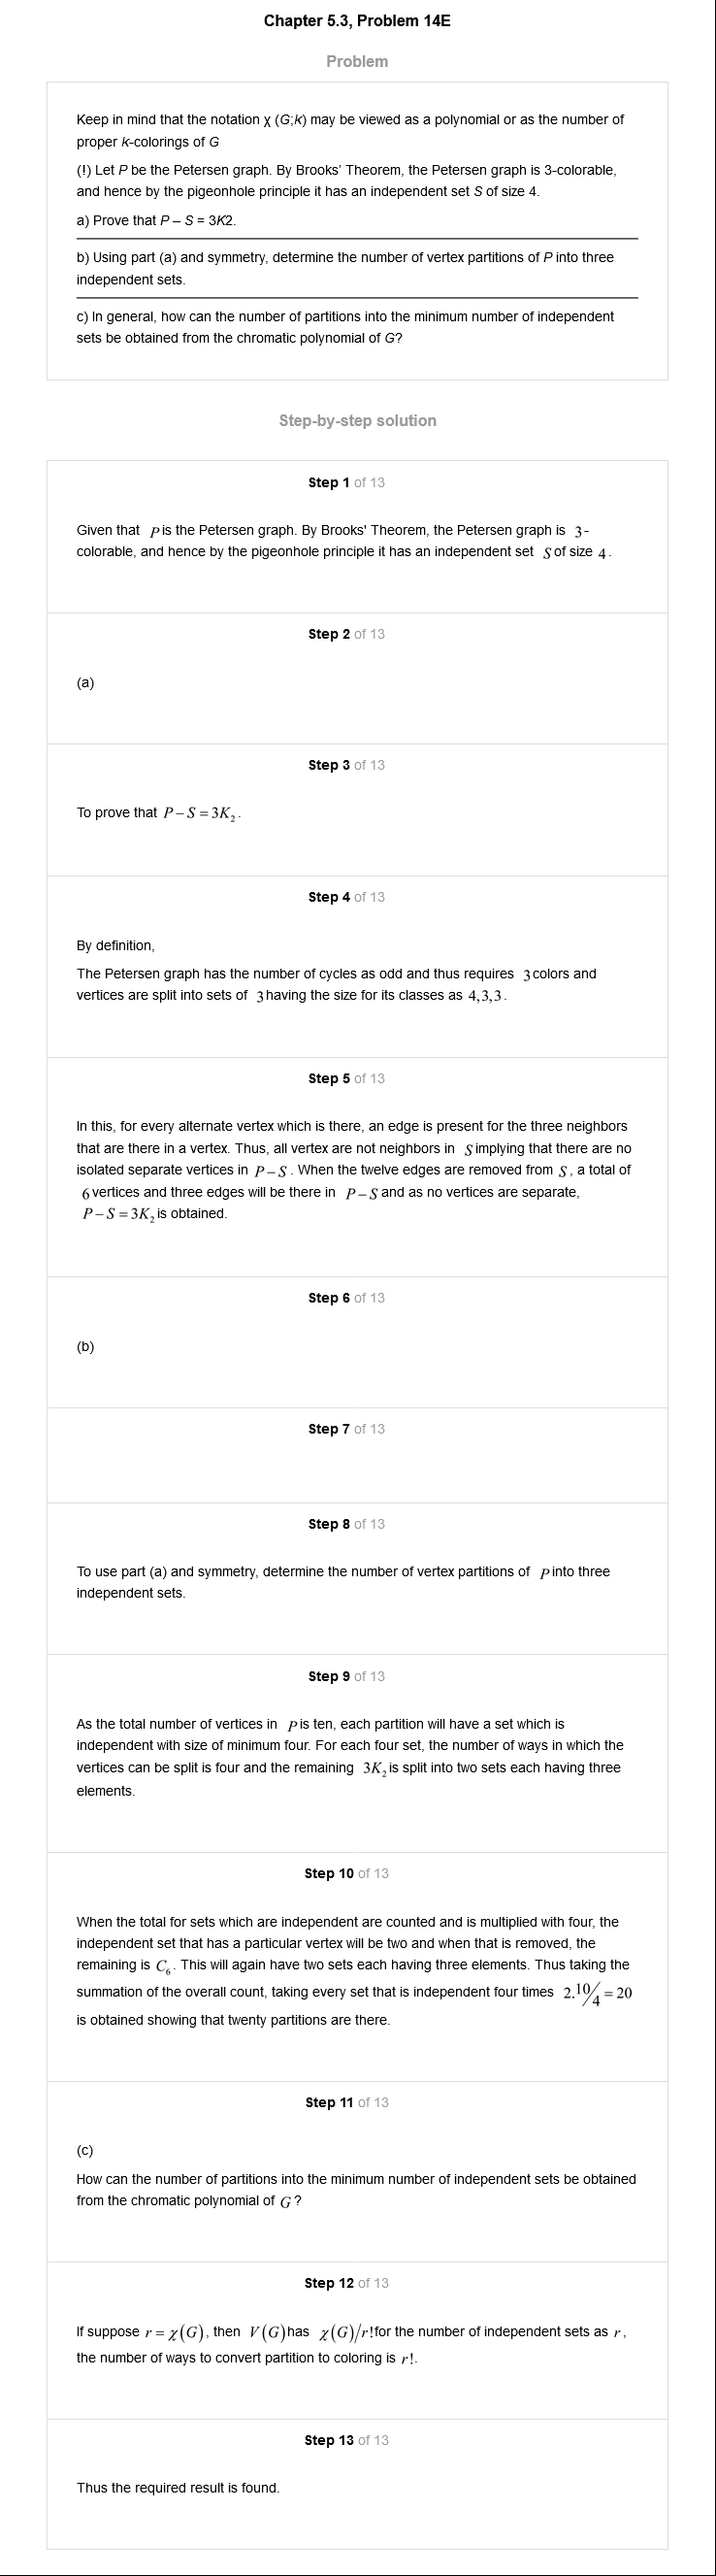 Chapter 5.3, Problem 14E
Problem
Keep in mind that the notation χ (G;k) may be viewed as a polynomial or as the number of
proper k-colorings of G
(!) Let P be the Petersen graph. By Brooks' Theorem, the Petersen graph is 3-colorable,
and hence by the pigeonhole principle it has an independent set S of size 4.
a) Prove that P – S = 3K2.
b) Using part (a) and symmetry, determine the number of vertex partitions of P into three
independent sets.
c) In general, how can the number of partitions into the minimum number of independent
sets be obtained from the chromatic polynomial of G?
Step-by-step solution
Step 1 of 13
Given that P is the Petersen graph. By Brooks' Theorem, the Petersen graph is 3-
colorable, and hence by the pigeonhole principle it has an independent set S of size 4.
Step 2 of 13
(a)
Step 3 of 13
To prove that P – S = 3K₂.
Step 4 of 13
By definition,
The Petersen graph has the number of cycles as odd and thus requires 3 colors and
vertices are split into sets of 3 having the size for its classes as 4,3,3.
Step 5 of 13
In this, for every alternate vertex which is there, an edge is present for the three neighbors
that are there in a vertex. Thus, all vertex are not neighbors in S implying that there are no
isolated separate vertices in P – S. When the twelve edges are removed from S, a total of
6 vertices and three edges will be there in P – S and as no vertices are separate,
P – S = 3K₂ is obtained.
Step 6 of 13
(b)
Step 7 of 13
Step 8 of 13
To use part (a) and symmetry, determine the number of vertex partitions of P into three
independent sets.
Step 9 of 13
As the total number of vertices in P is ten, each partition will have a set which is
independent with size of minimum four. For each four set, the number of ways in which the
vertices can be split is four and the remaining 3K₂ is split into two sets each having three
elements.
Step 10 of 13
When the total for sets which are independent are counted and is multiplied with four, the
independent set that has a particular vertex will be two and when that is removed, the
remaining is C₆. This will again have two sets each having three elements. Thus taking the
summation of the overall count, taking every set that is independent four times 2.10/4 = 20
is obtained showing that twenty partitions are there.
Step 11 of 13
(c)
How can the number of partitions into the minimum number of independent sets be obtained
from the chromatic polynomial of G?
Step 12 of 13
If suppose r = χ(G), then V(G) has χ(G)/r! for the number of independent sets as r,
the number of ways to convert partition to coloring is r!.
Step 13 of 13
Thus the required result is found.